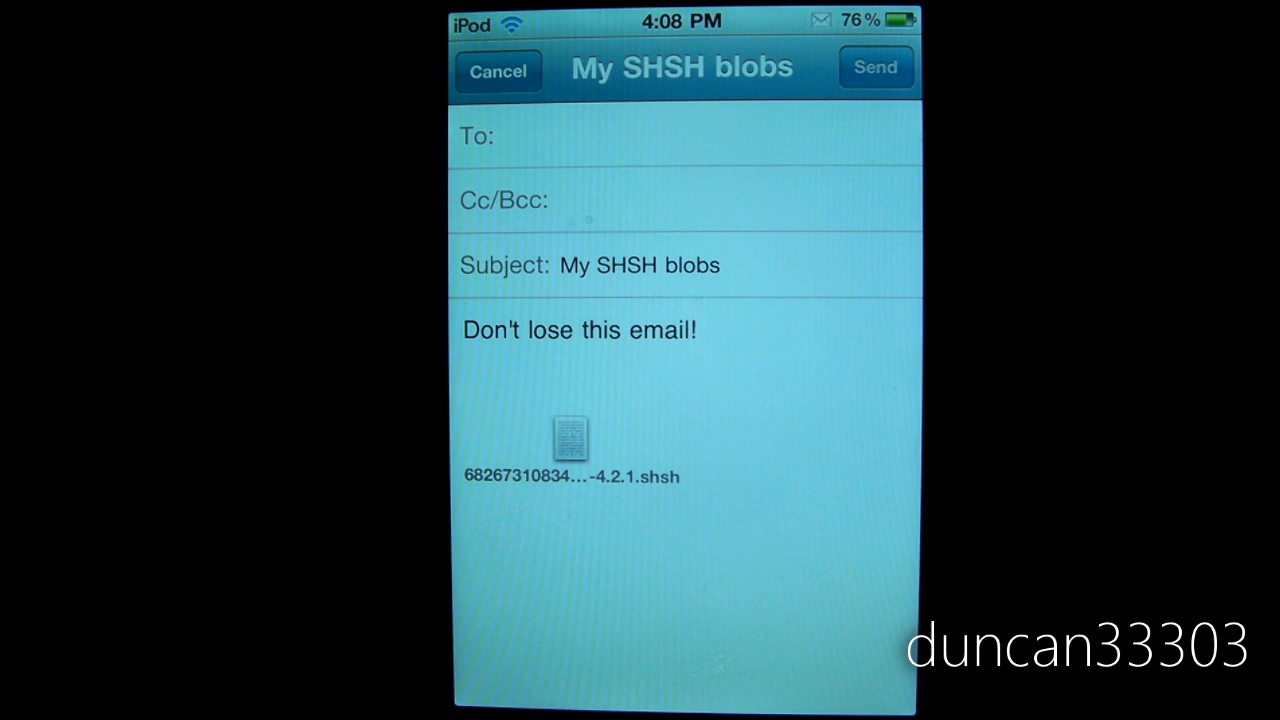 iPod 4:08 PM 76%
Cancel My SHSH blobs Send
To:
Cc/Bcc:
Subject: My SHSH blobs
Don't lose this email!
68267310834...-4.2.1.shsh
duncan33303